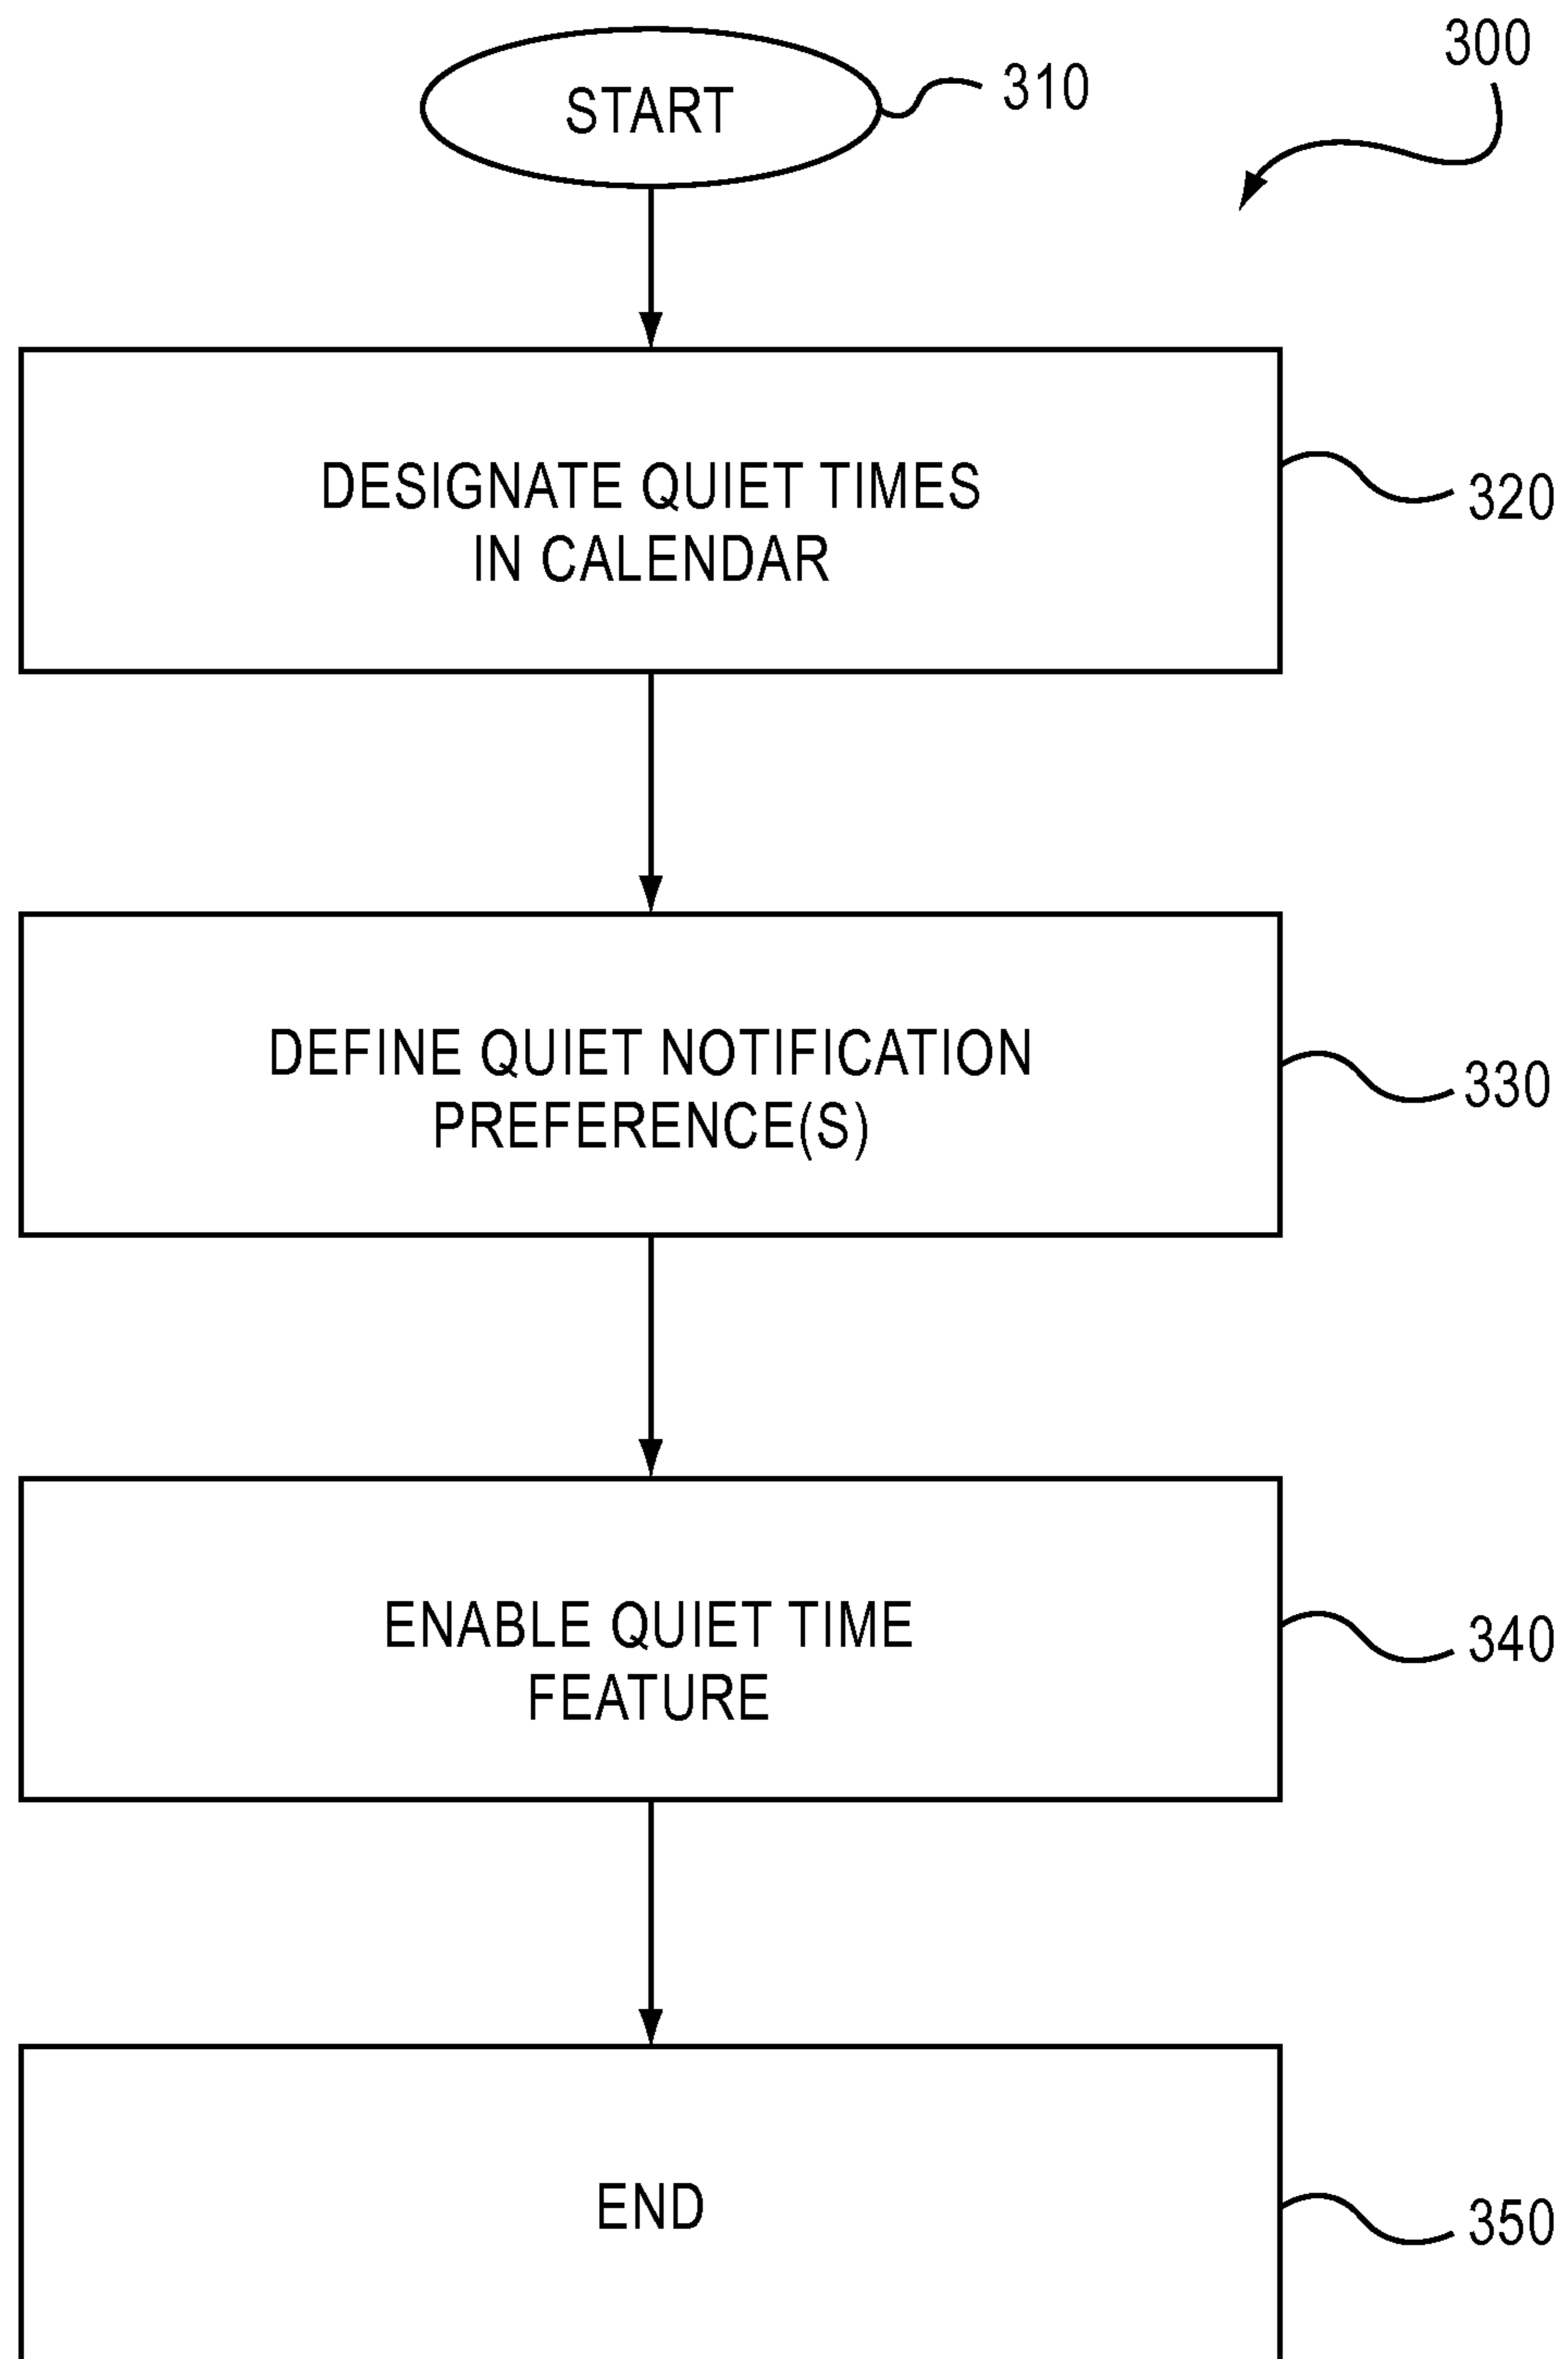 300
START
310
DESIGNATE QUIET TIMES
IN CALENDAR
320
DEFINE QUIET NOTIFICATION
PREFERENCE(S)
330
ENABLE QUIET TIME
FEATURE
340
END
350